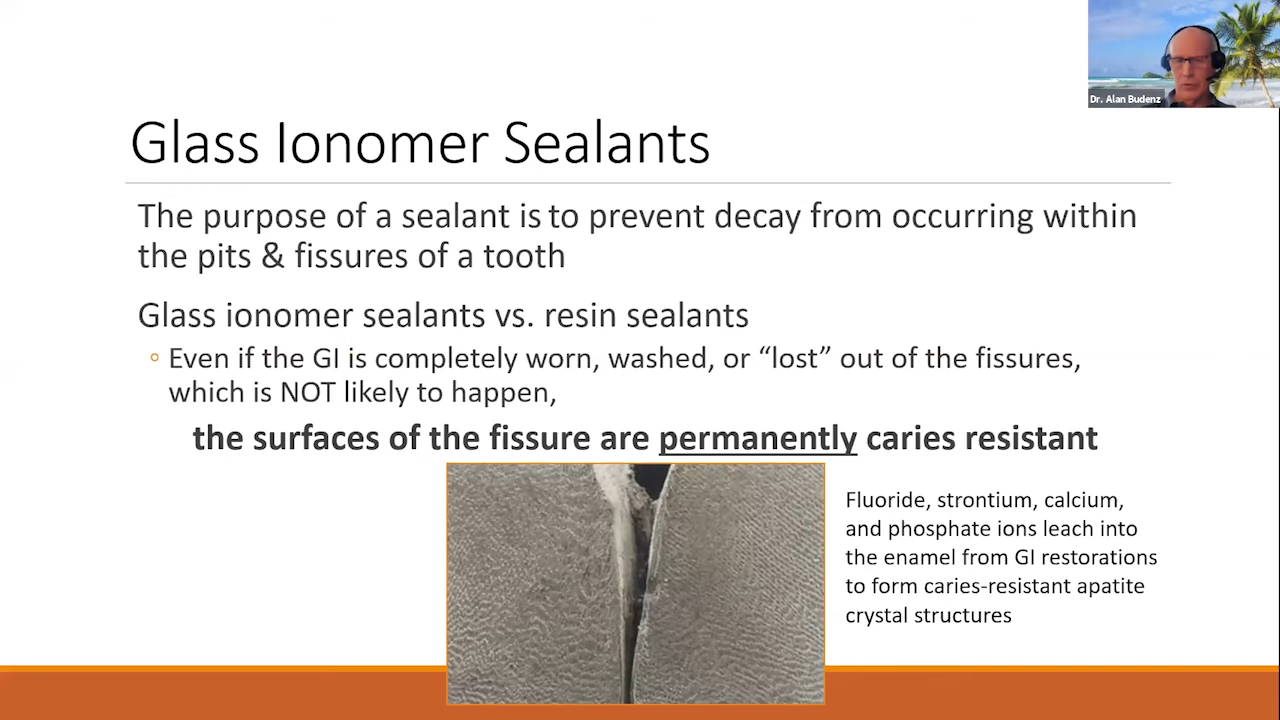 Dr. Alan Budenz
Glass Ionomer Sealants
The purpose of a sealant is to prevent decay from occurring within
the pits & fissures of a tooth
Glass ionomer sealants vs. resin sealants
◦ Even if the GI is completely worn, washed, or “lost” out of the fissures,
which is NOT likely to happen,
the surfaces of the fissure are permanently caries resistant
Fluoride, strontium, calcium,
and phosphate ions leach into
the enamel from GI restorations
to form caries-resistant apatite
crystal structures